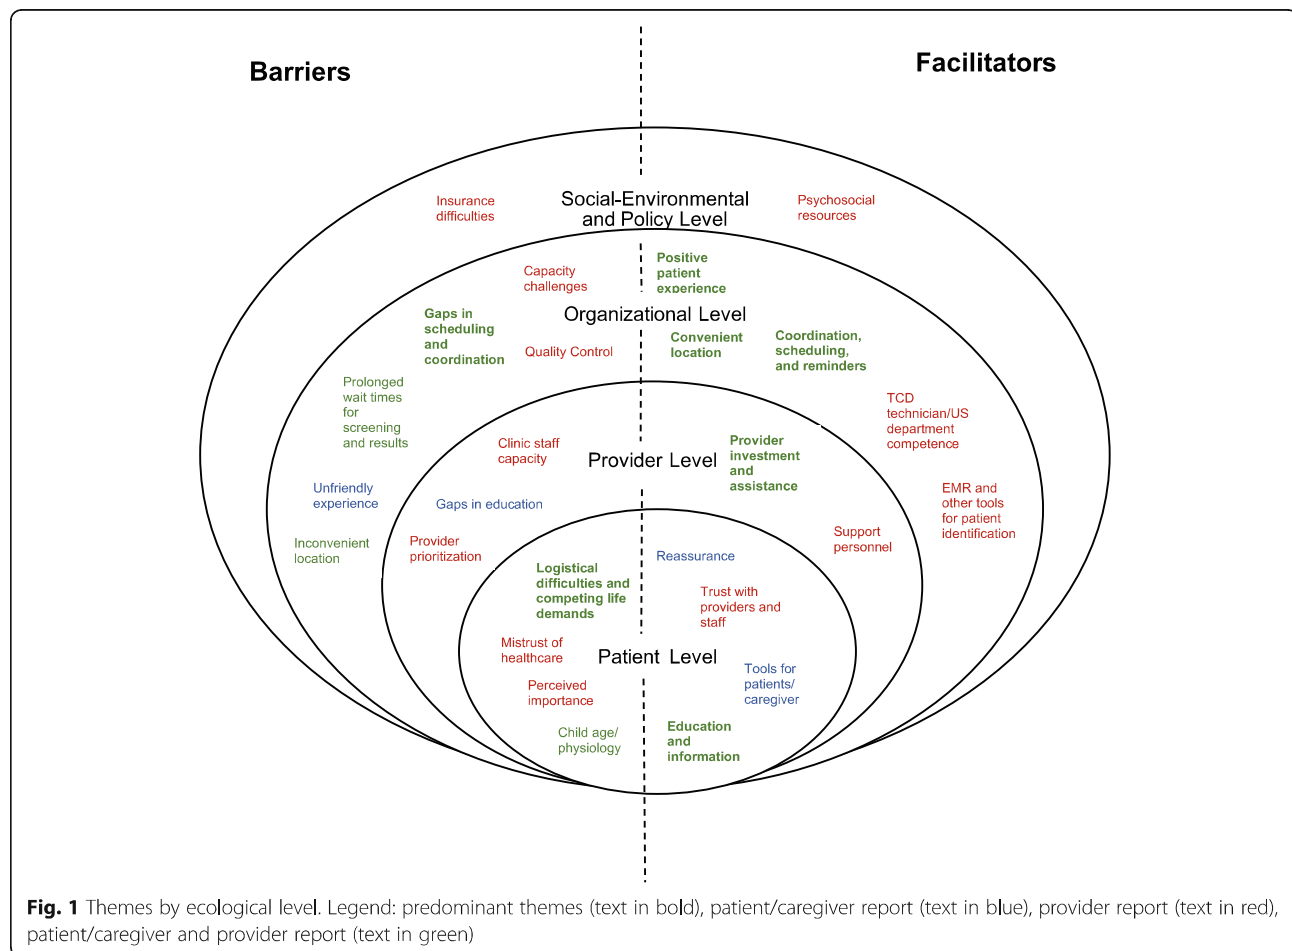 Barriers
Facilitators
Social-Environmental
and Policy Level
Insurance
difficulties
Psychosocial
resources
Organizational Level
Capacity
challenges
Gaps in
scheduling
and
coordination
Quality Control
Prolonged
wait times
for
screening
and results
Unfriendly
experience
Inconvenient
location
Positive
patient
experience
Convenient
location
Coordination,
scheduling,
and reminders
TCD
technician/US
department
competence
EMR and
other tools
for patient
identification
Provider Level
Clinic staff
capacity
Gaps in education
Provider
prioritization
Provider
investment
and
assistance
Support
personnel
Patient Level
Logistical
difficulties and
competing life
demands
Mistrust of
healthcare
Perceived
importance
Child age/
physiology
Reassurance
Trust with
providers and
staff
Tools for
patients/
caregiver
Education
and
information
Fig. 1 Themes by ecological level. Legend: predominant themes (text in bold), patient/caregiver report (text in blue), provider report (text in red),
patient/caregiver and provider report (text in green)